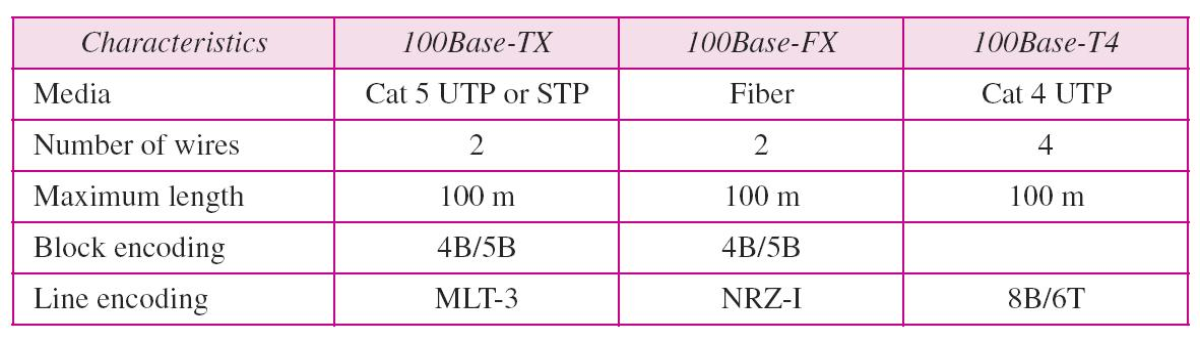 Characteristics 100Base-TX 100Base-FX 100Base-T4
Media Cat 5 UTP or STP Fiber Cat 4 UTP
Number of wires 2 2 4
Maximum length 100 m 100 m 100 m
Block encoding 4B/5B 4B/5B
Line encoding MLT-3 NRZ-I 8B/6T